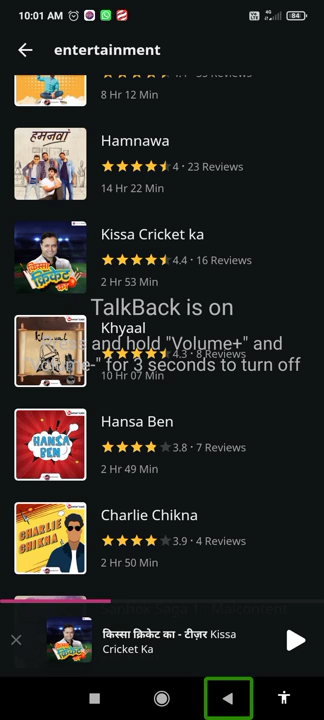 10:01 AM
84
entertainment
8 Hr 12 Min
हमनवा
Hamnawa
4 · 23 Reviews
14 Hr 22 Min
किस्सा
क्रिकेट
का
Kissa Cricket ka
4.4 · 16 Reviews
2 Hr 53 Min
TalkBack is on
Khyaal
and hold "Volume+" and
4.3 · 8 Reviews
for 3 seconds to turn off
10 Hr 07 Min
HANSA
BEN
Hansa Ben
3.8 · 7 Reviews
2 Hr 49 Min
CHARLIE
CHIKNA
Charlie Chikna
3.9 · 4 Reviews
2 Hr 50 Min
किस्सा क्रिकेट का - टीज़र Kissa
Cricket Ka